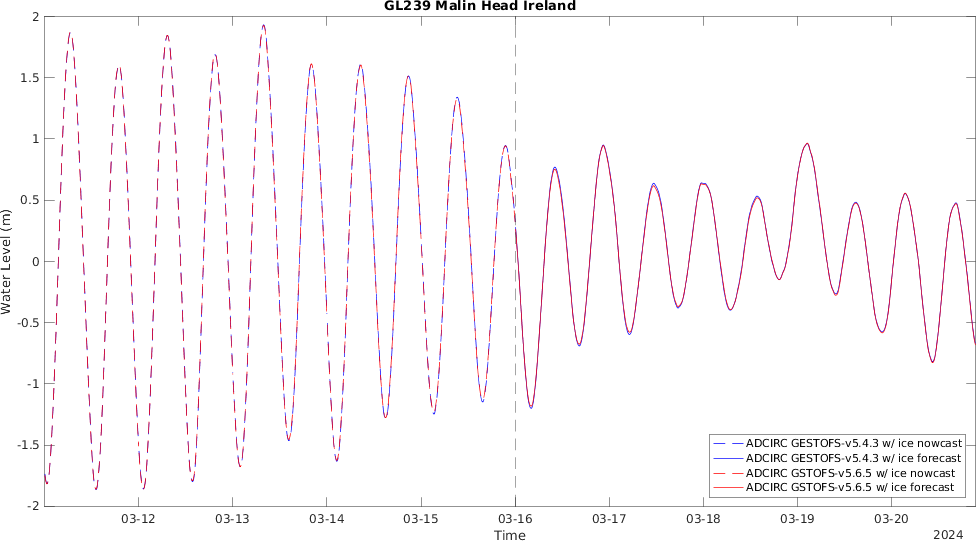 GL239 Malin Head Ireland
2
1.5
1
0.5
0
-0.5
-1
-1.5
-2
Water Level (m)
ADCIRC GESTOFS-v5.4.3 w/ ice nowcast
ADCIRC GESTOFS-v5.4.3 w/ ice forecast
ADCIRC GSTOFS-v5.6.5 w/ ice nowcast
ADCIRC GSTOFS-v5.6.5 w/ ice forecast
03-12 03-13 03-14 03-15 03-16 03-17 03-18 03-19 03-20
Time
2024